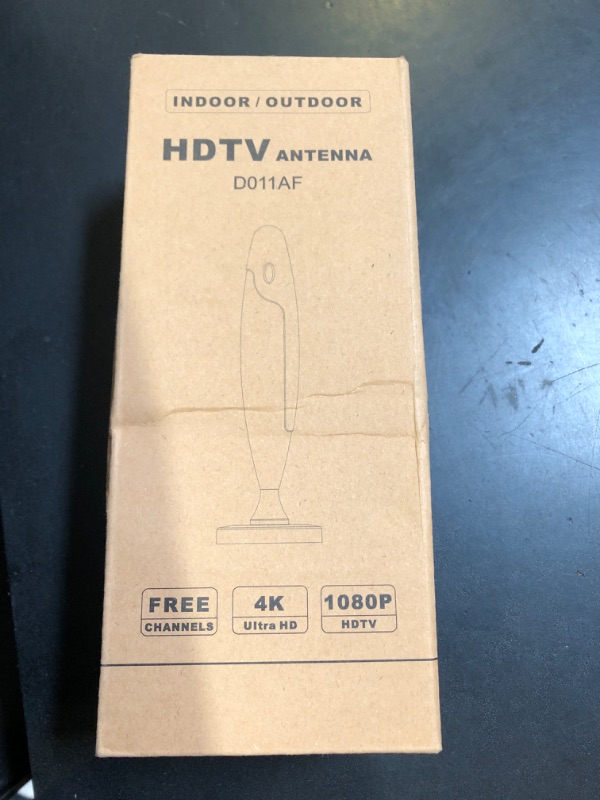 INDOOR / OUTDOOR
HDTV ANTENNA
D011AF
FREE
CHANNELS
4K
Ultra HD
1080P
HDTV